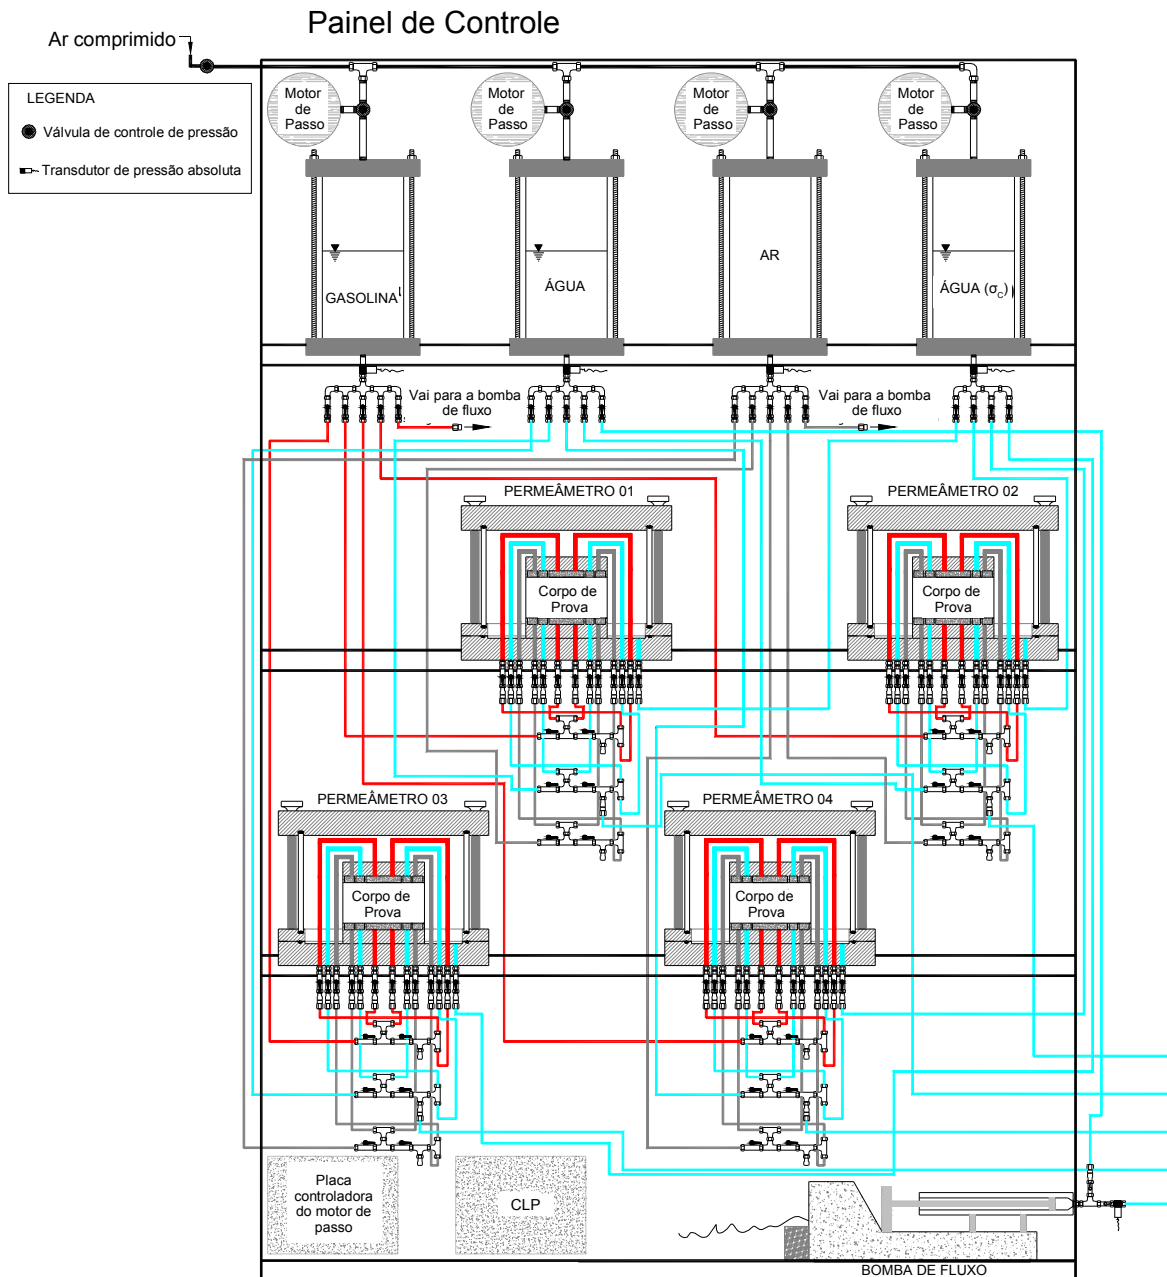 Painel de Controle
Ar comprimido
LEGENDA
Válvula de controle de pressão
Transdutor de pressão absoluta
Motor
de
Passo
Motor
de
Passo
Motor
de
Passo
Motor
de
Passo
GASOLINA
ÁGUA
AR
ÁGUA (σc)
Vai para a bomba
de fluxo
Vai para a bomba
de fluxo
PERMEÂMETRO 01
PERMEÂMETRO 02
Corpo de
Prova
Corpo de
Prova
PERMEÂMETRO 03
PERMEÂMETRO 04
Corpo de
Prova
Corpo de
Prova
Placa
controladora
do motor de
passo
CLP
BOMBA DE FLUXO